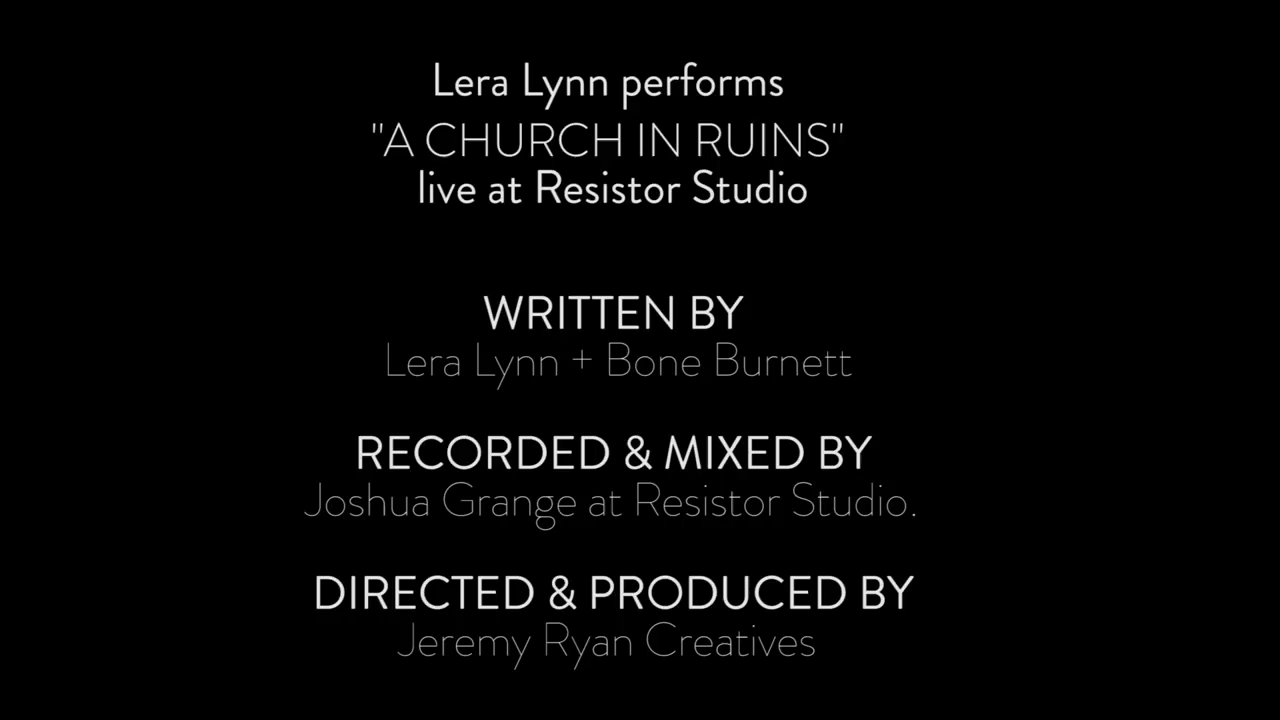 Lera Lynn performs
"A CHURCH IN RUINS"
live at Resistor Studio
WRITTEN BY
Lera Lynn + Bone Burnett
RECORDED & MIXED BY
Joshua Grange at Resistor Studio.
DIRECTED & PRODUCED BY
Jeremy Ryan Creatives